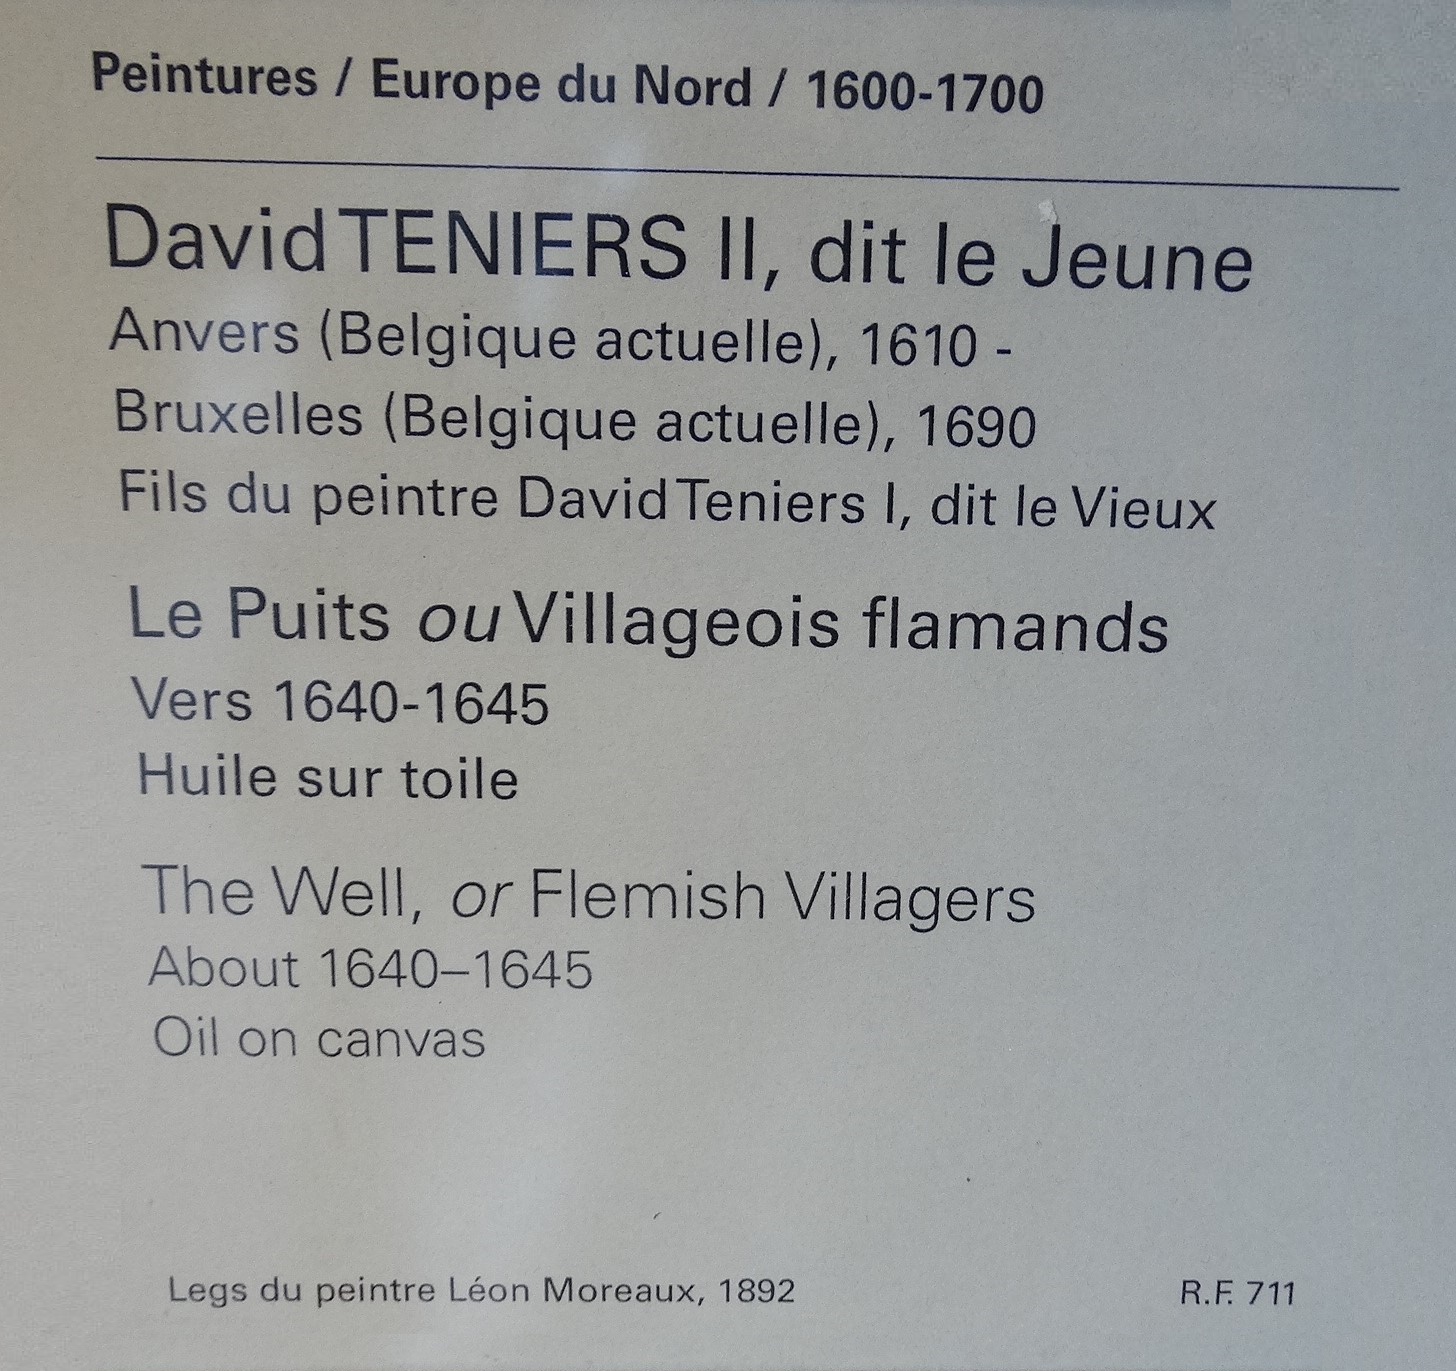 Peintures / Europe du Nord / 1600-1700
David TENIERS II, dit le Jeune
Anvers (Belgique actuelle), 1610 -
Bruxelles (Belgique actuelle), 1690
Fils du peintre David Teniers I, dit le Vieux
Le Puits ou Villageois flamands
Vers 1640-1645
Huile sur toile
The Well, or Flemish Villagers
About 1640–1645
Oil on canvas
Legs du peintre Léon Moreaux, 1892 R.F. 711